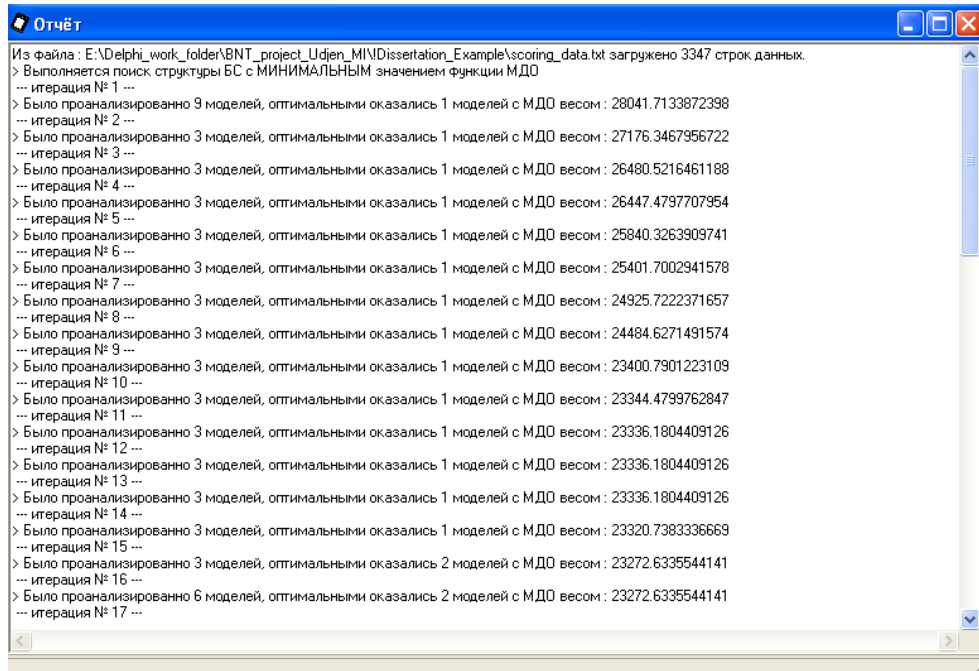 Отчёт
Из файла : E:\Delphi_work_folder\BNT_project_Udjen_MI\!Dissertation_Example\scoring_data.txt загружено 3347 строк данных.
> Выполняется поиск структуры БС с МИНИМАЛЬНЫМ значением функции МДО
--- итерация № 1 ---
> Было проанализированно 9 моделей, оптимальными оказались 1 моделей с МДО весом : 28041.7133872398
--- итерация № 2 ---
> Было проанализированно 3 моделей, оптимальными оказались 1 моделей с МДО весом : 27176.3467956722
--- итерация № 3 ---
> Было проанализированно 3 моделей, оптимальными оказались 1 моделей с МДО весом : 26480.5216461188
--- итерация № 4 ---
> Было проанализированно 3 моделей, оптимальными оказались 1 моделей с МДО весом : 26447.4797707954
--- итерация № 5 ---
> Было проанализированно 3 моделей, оптимальными оказались 1 моделей с МДО весом : 25840.3263909741
--- итерация № 6 ---
> Было проанализированно 3 моделей, оптимальными оказались 1 моделей с МДО весом : 25401.7002941578
--- итерация № 7 ---
> Было проанализированно 3 моделей, оптимальными оказались 1 моделей с МДО весом : 24925.7222371657
--- итерация № 8 ---
> Было проанализированно 3 моделей, оптимальными оказались 1 моделей с МДО весом : 24484.6271491574
--- итерация № 9 ---
> Было проанализированно 3 моделей, оптимальными оказались 1 моделей с МДО весом : 23400.7901223109
--- итерация № 10 ---
> Было проанализированно 3 моделей, оптимальными оказались 1 моделей с МДО весом : 23344.4799762847
--- итерация № 11 ---
> Было проанализированно 3 моделей, оптимальными оказались 1 моделей с МДО весом : 23336.1804409126
--- итерация № 12 ---
> Было проанализированно 3 моделей, оптимальными оказались 1 моделей с МДО весом : 23336.1804409126
--- итерация № 13 ---
> Было проанализированно 3 моделей, оптимальными оказались 1 моделей с МДО весом : 23336.1804409126
--- итерация № 14 ---
> Было проанализированно 3 моделей, оптимальными оказались 1 моделей с МДО весом : 23320.7383336669
--- итерация № 15 ---
> Было проанализированно 3 моделей, оптимальными оказались 2 моделей с МДО весом : 23272.6335544141
--- итерация № 16 ---
> Было проанализированно 6 моделей, оптимальными оказались 2 моделей с МДО весом : 23272.6335544141
--- итерация № 17 ---